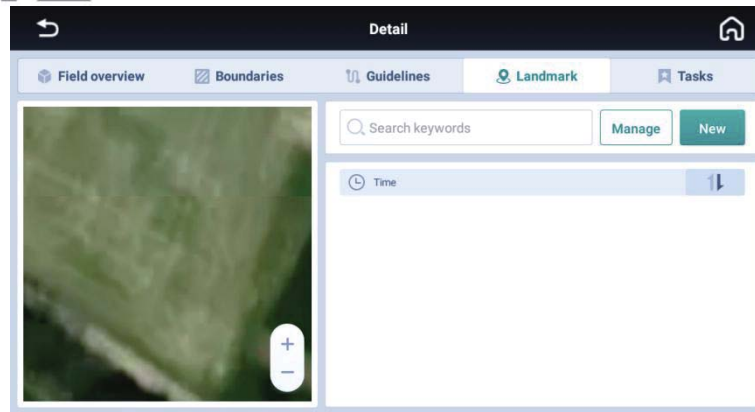 Detail
Field overview Boundaries Guidelines Landmark Tasks
Search keywords Manage New
Time